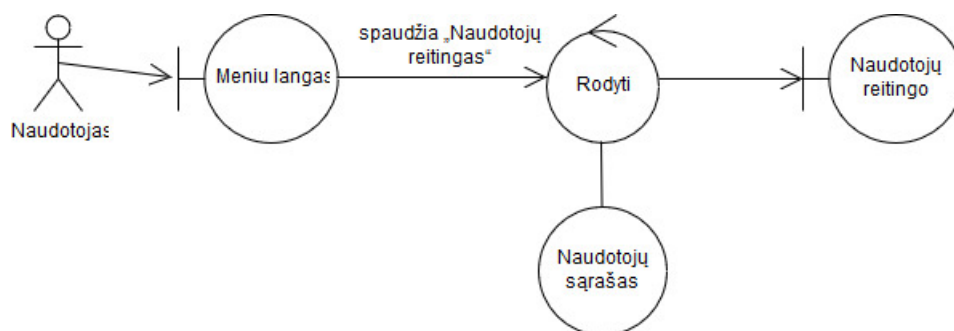 Naudotojas
Meniu langas
spaudžia „Naudotojų
reitingas“
Rodyti
Naudotojų
reitingo
Naudotojų
sąrašas